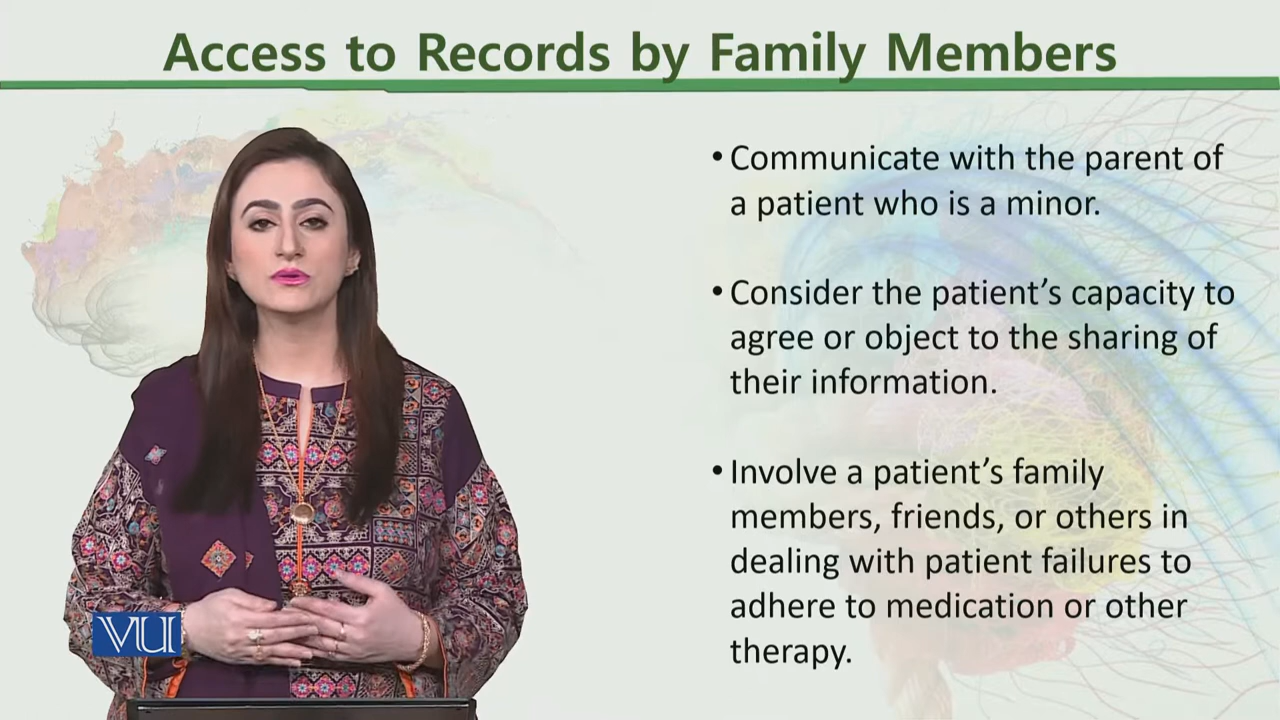 Access to Records by Family Members
• Communicate with the parent of
a patient who is a minor.
• Consider the patient’s capacity to
agree or object to the sharing of
their information.
• Involve a patient’s family
members, friends, or others in
dealing with patient failures to
adhere to medication or other
therapy.
VU